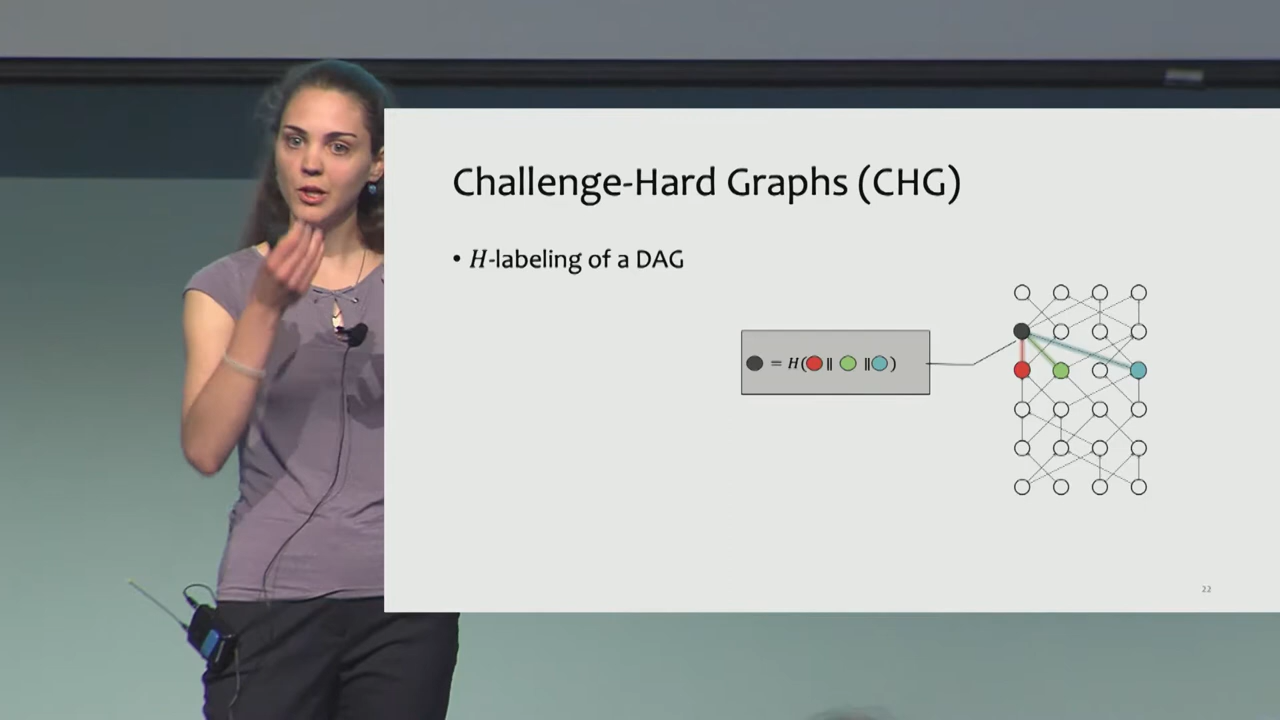 Challenge-Hard Graphs (CHG)
• H-labeling of a DAG
= H( || || )
22